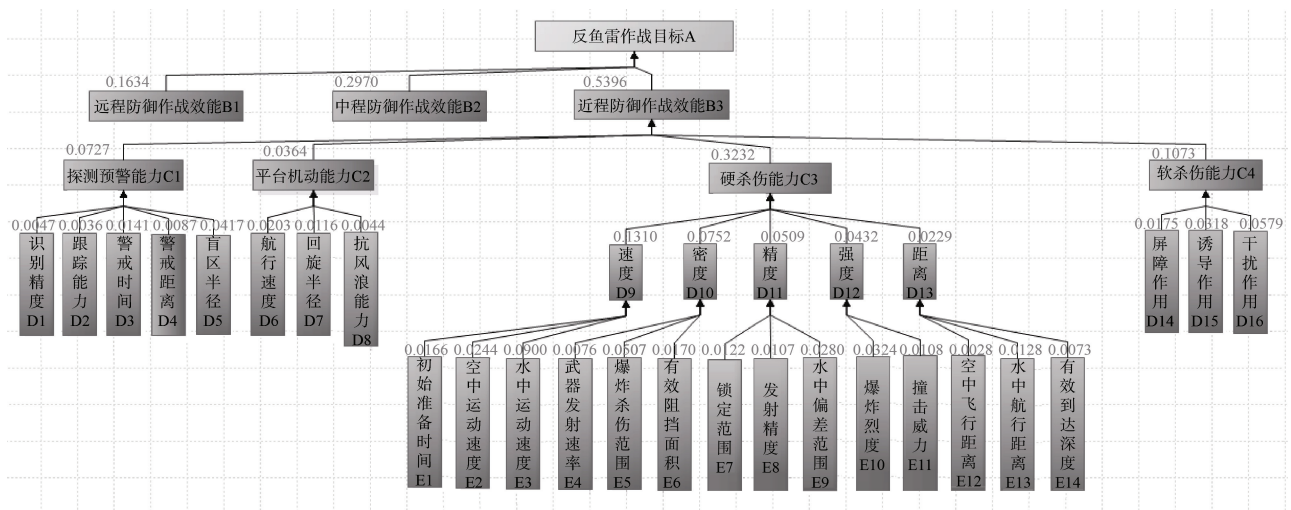 反鱼雷作战目标A
0.1634
0.2970
0.5396
远程防御作战效能B1
中程防御作战效能B2
近程防御作战效能B3
0.0727
0.0364
0.3232
0.1073
探测预警能力C1
平台机动能力C2
硬杀伤能力C3
软杀伤能力C4
0.0047
0.0036
0.0141
0.0087
0.0417
0.0203
0.0116
0.0044
0.1310
0.0752
0.0509
0.0432
0.0229
0.0175
0.0318
0.0579
识别精度D1
跟踪能力D2
警戒时间D3
警戒距离D4
盲区半径D5
航行速度D6
回旋半径D7
抗风浪能力D8
速度D9
密度D10
精度D11
强度D12
距离D13
屏障作用D14
诱导作用D15
干扰作用D16
0.0166
0.0244
0.0900
0.0076
0.0507
0.0170
0.0122
0.0107
0.0280
0.0324
0.0108
0.0028
0.0128
0.0073
初始准备时间E1
空中运动速度E2
水中运动速度E3
武器发射速率E4
爆炸杀伤范围E5
有效阻挡面积E6
锁定范围E7
发射精度E8
水中偏差范围E9
爆炸烈度E10
撞击威力E11
空中飞行距离E12
水中航行距离E13
有效到达深度E14